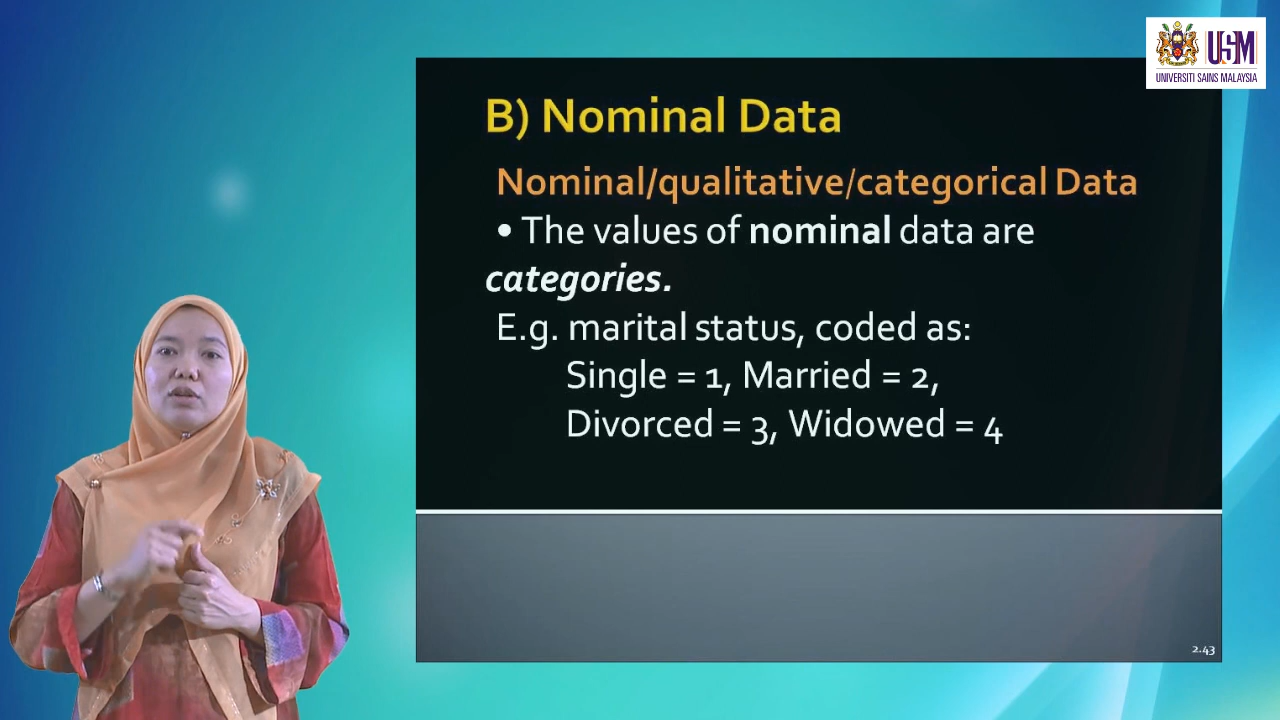 USM
UNIVERSITI SAINS MALAYSIA
B) Nominal Data
Nominal/qualitative/categorical Data
• The values of nominal data are
categories.
E.g. marital status, coded as:
Single = 1, Married = 2,
Divorced = 3, Widowed = 4
2.43